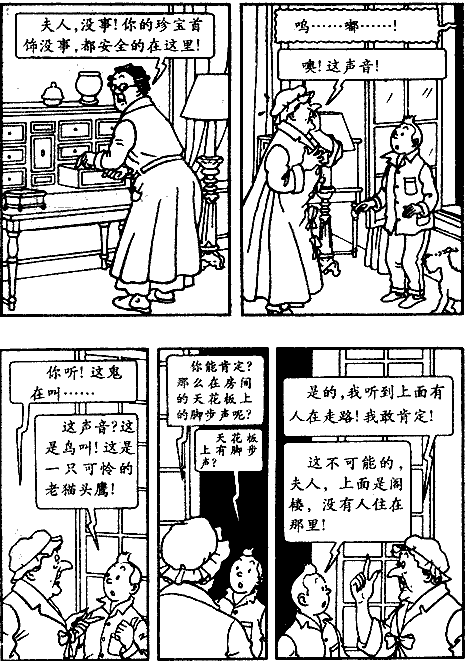 夫人，没事！你的珍宝首
饰没事，都安全的在这里！
呜……嘟……！
噢！这声音！
你听！这鬼
在叫……
这声音？这
是鸟叫！这是
一只可怜的
老猫头鹰！
你能肯定？
那么在房间
的天花板上
的脚步声呢？
天花板
上有脚步
声？
是的，我听到上面有
人在走路！我敢肯定！
这不可能的，
夫人，上面是阁
楼，没有人住在
那里！